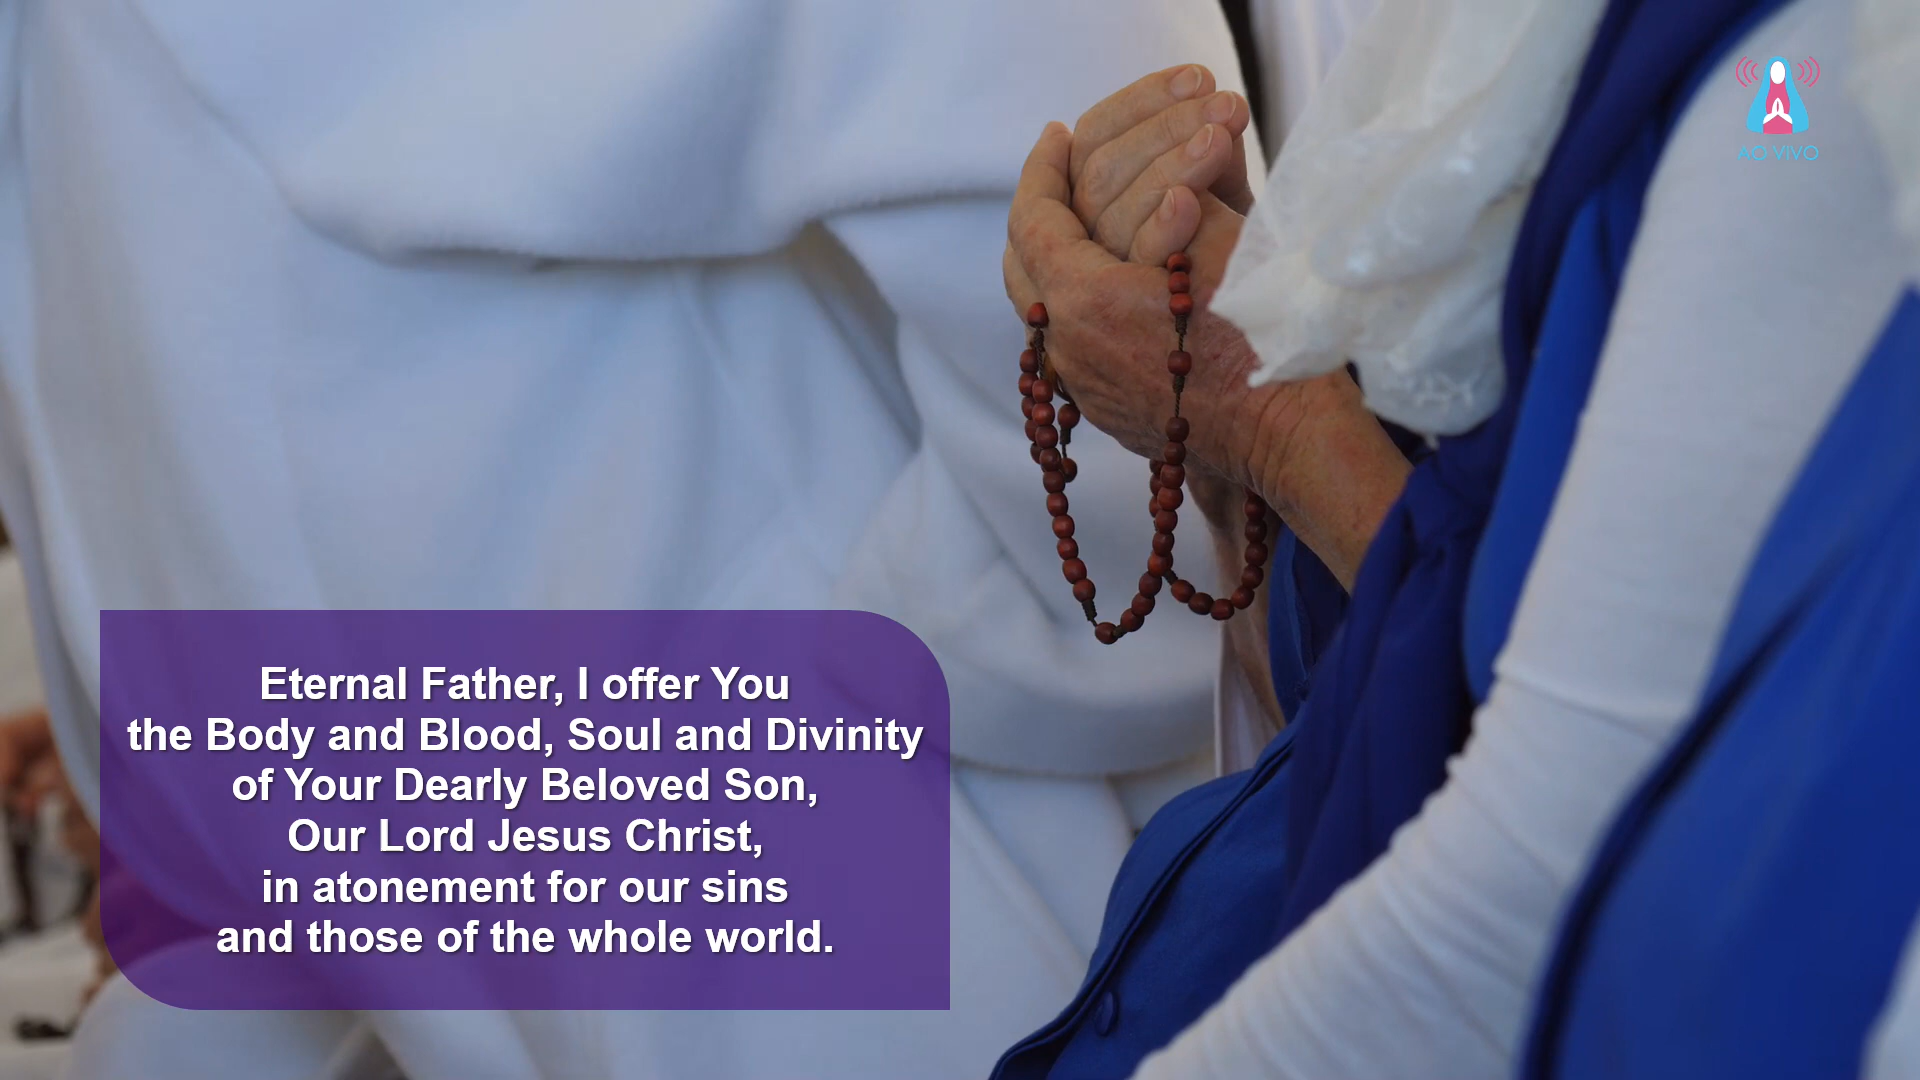 AO VIVO
Eternal Father, I offer You
the Body and Blood, Soul and Divinity
of Your Dearly Beloved Son,
Our Lord Jesus Christ,
in atonement for our sins
and those of the whole world.